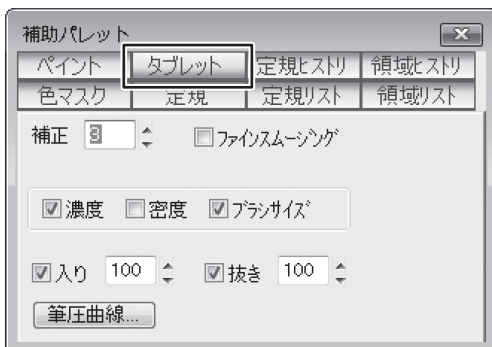 補助パレット
ペイント タブレット 定規ヒストリ 領域ヒストリ
色マスク 定規 定規リスト 領域リスト
補正 3 ファインスムージング
濃度 密度 ブラシサイズ
入り 100 抜き 100
筆圧曲線...